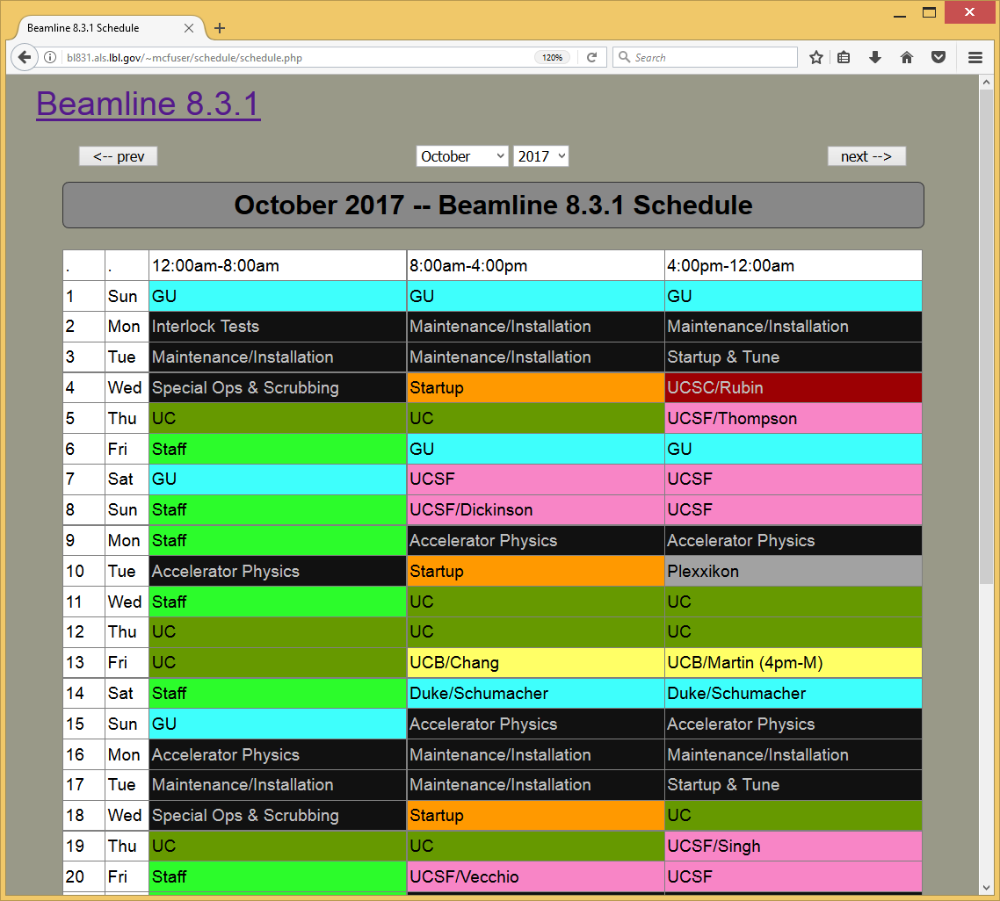 Beamline 8.3.1 Schedule
bl831.als.lbl.gov/~mcfuser/schedule/schedule.php 120% Search
Beamline 8.3.1
<-- prev October 2017 next -->
October 2017 -- Beamline 8.3.1 Schedule
. . 12:00am-8:00am 8:00am-4:00pm 4:00pm-12:00am
1 Sun GU GU GU
2 Mon Interlock Tests Maintenance/Installation Maintenance/Installation
3 Tue Maintenance/Installation Maintenance/Installation Startup & Tune
4 Wed Special Ops & Scrubbing Startup UCSC/Rubin
5 Thu UC UC UCSF/Thompson
6 Fri Staff GU GU
7 Sat GU UCSF UCSF
8 Sun Staff UCSF/Dickinson UCSF
9 Mon Staff Accelerator Physics Accelerator Physics
10 Tue Accelerator Physics Startup Plexxikon
11 Wed Staff UC UC
12 Thu UC UC UC
13 Fri UC UCB/Chang UCB/Martin (4pm-M)
14 Sat Staff Duke/Schumacher Duke/Schumacher
15 Sun GU Accelerator Physics Accelerator Physics
16 Mon Accelerator Physics Maintenance/Installation Maintenance/Installation
17 Tue Maintenance/Installation Maintenance/Installation Startup & Tune
18 Wed Special Ops & Scrubbing Startup UC
19 Thu UC UC UCSF/Singh
20 Fri Staff UCSF/Vecchio UCSF